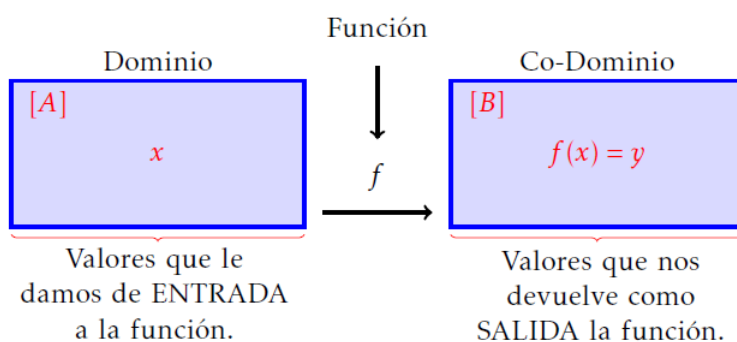 Función
Dominio
Co-Dominio
[A]
x
f
[B]
f(x) = y
Valores que le
damos de ENTRADA
a la función.
Valores que nos
devuelve como
SALIDA la función.